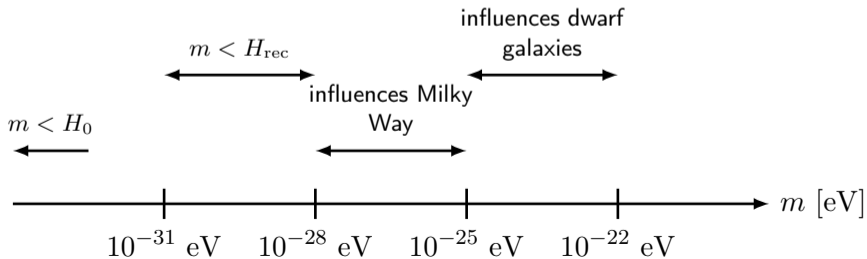 influences dwarf
galaxies
m < H_rec
influences Milky
Way
m < H_0
m [eV]
10^{-31} eV 10^{-28} eV 10^{-25} eV 10^{-22} eV